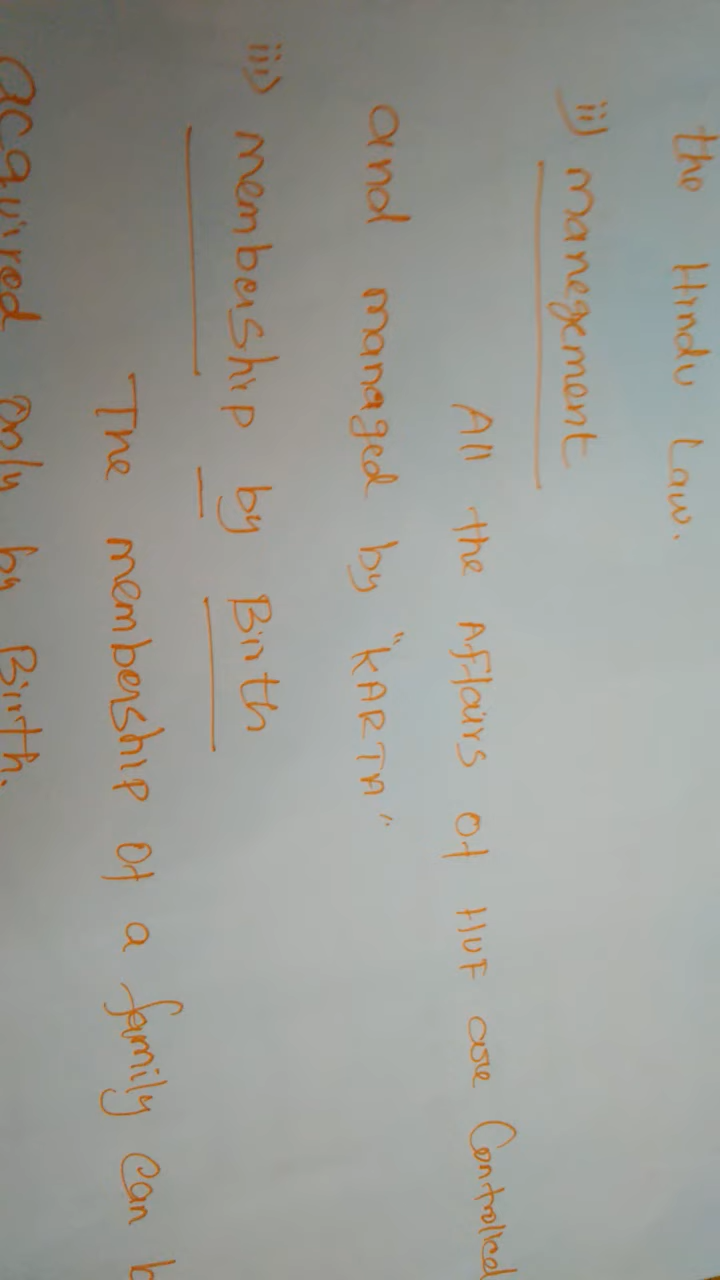 the Hindu Law.
ii) manegement
All the Affairs of HUF are Controlled
and managed by "KARTA"
iii) membership by Birth
The membership of a family can b
acquired only by Birth.